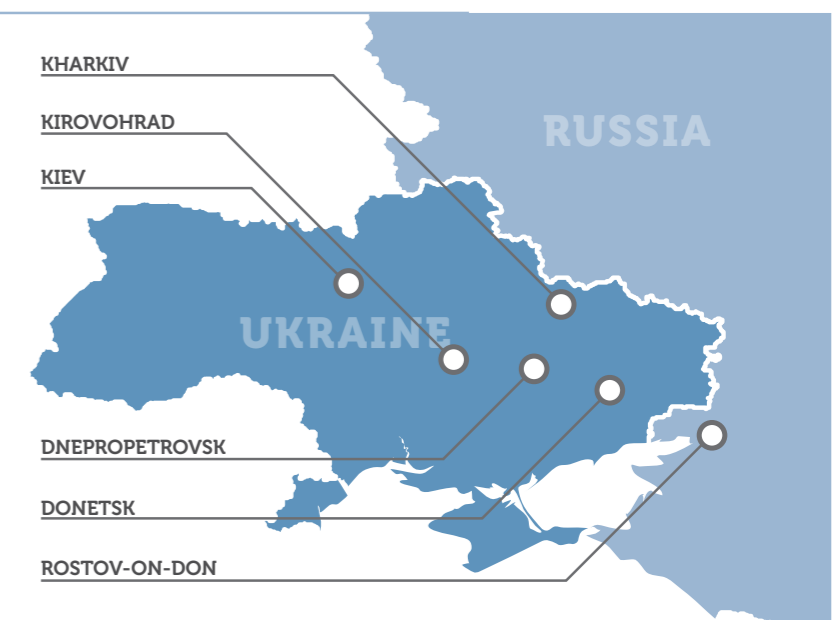 KHARKIV
RUSSIA
KIROVOHRAD
KIEV
UKRAINE
DNEPROPETROVSK
DONETSK
ROSTOV-ON-DON